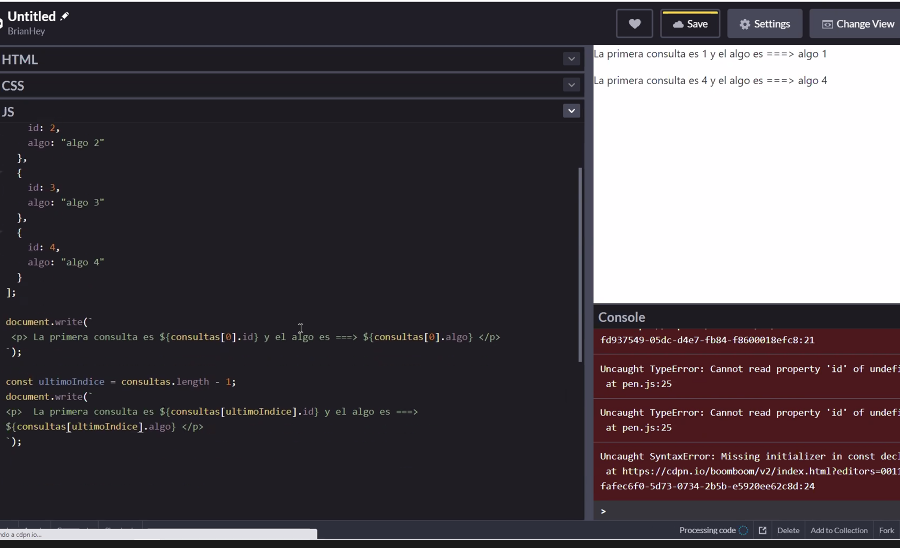 Untitled
BrianHey
Save
Settings
Change View
HTML
CSS
JS
id: 2,
algo: "algo 2"
},
{
id: 3,
algo: "algo 3"
},
{
id: 4,
algo: "algo 4"
}
];
document.write(`
<p> La primera consulta es ${consultas[0].id} y el algo es ===> ${consultas[0].algo} </p>
`);
const ultimoIndice = consultas.length - 1;
document.write(`
<p>  La primera consulta es ${consultas[ultimoIndice].id} y el algo es ===>
${consultas[ultimoIndice].algo} </p>
`);
La primera consulta es 1 y el algo es ===> algo 1
La primera consulta es 4 y el algo es ===> algo 4
Console
fd937549-05dc-d4e7-fb84-f8600018efc8:21
Uncaught TypeError: Cannot read property 'id' of undefi
at pen.js:25
Uncaught TypeError: Cannot read property 'id' of undefi
at pen.js:25
Uncaught SyntaxError: Missing initializer in const decl
at https://cdpn.io/boomboom/v2/index.html?editors=0011
fafec6f0-5d73-0734-2b5b-e5920ee62c8d:24
>
ndo a cdpn.io...
Processing code
Delete
Add to Collection
Fork